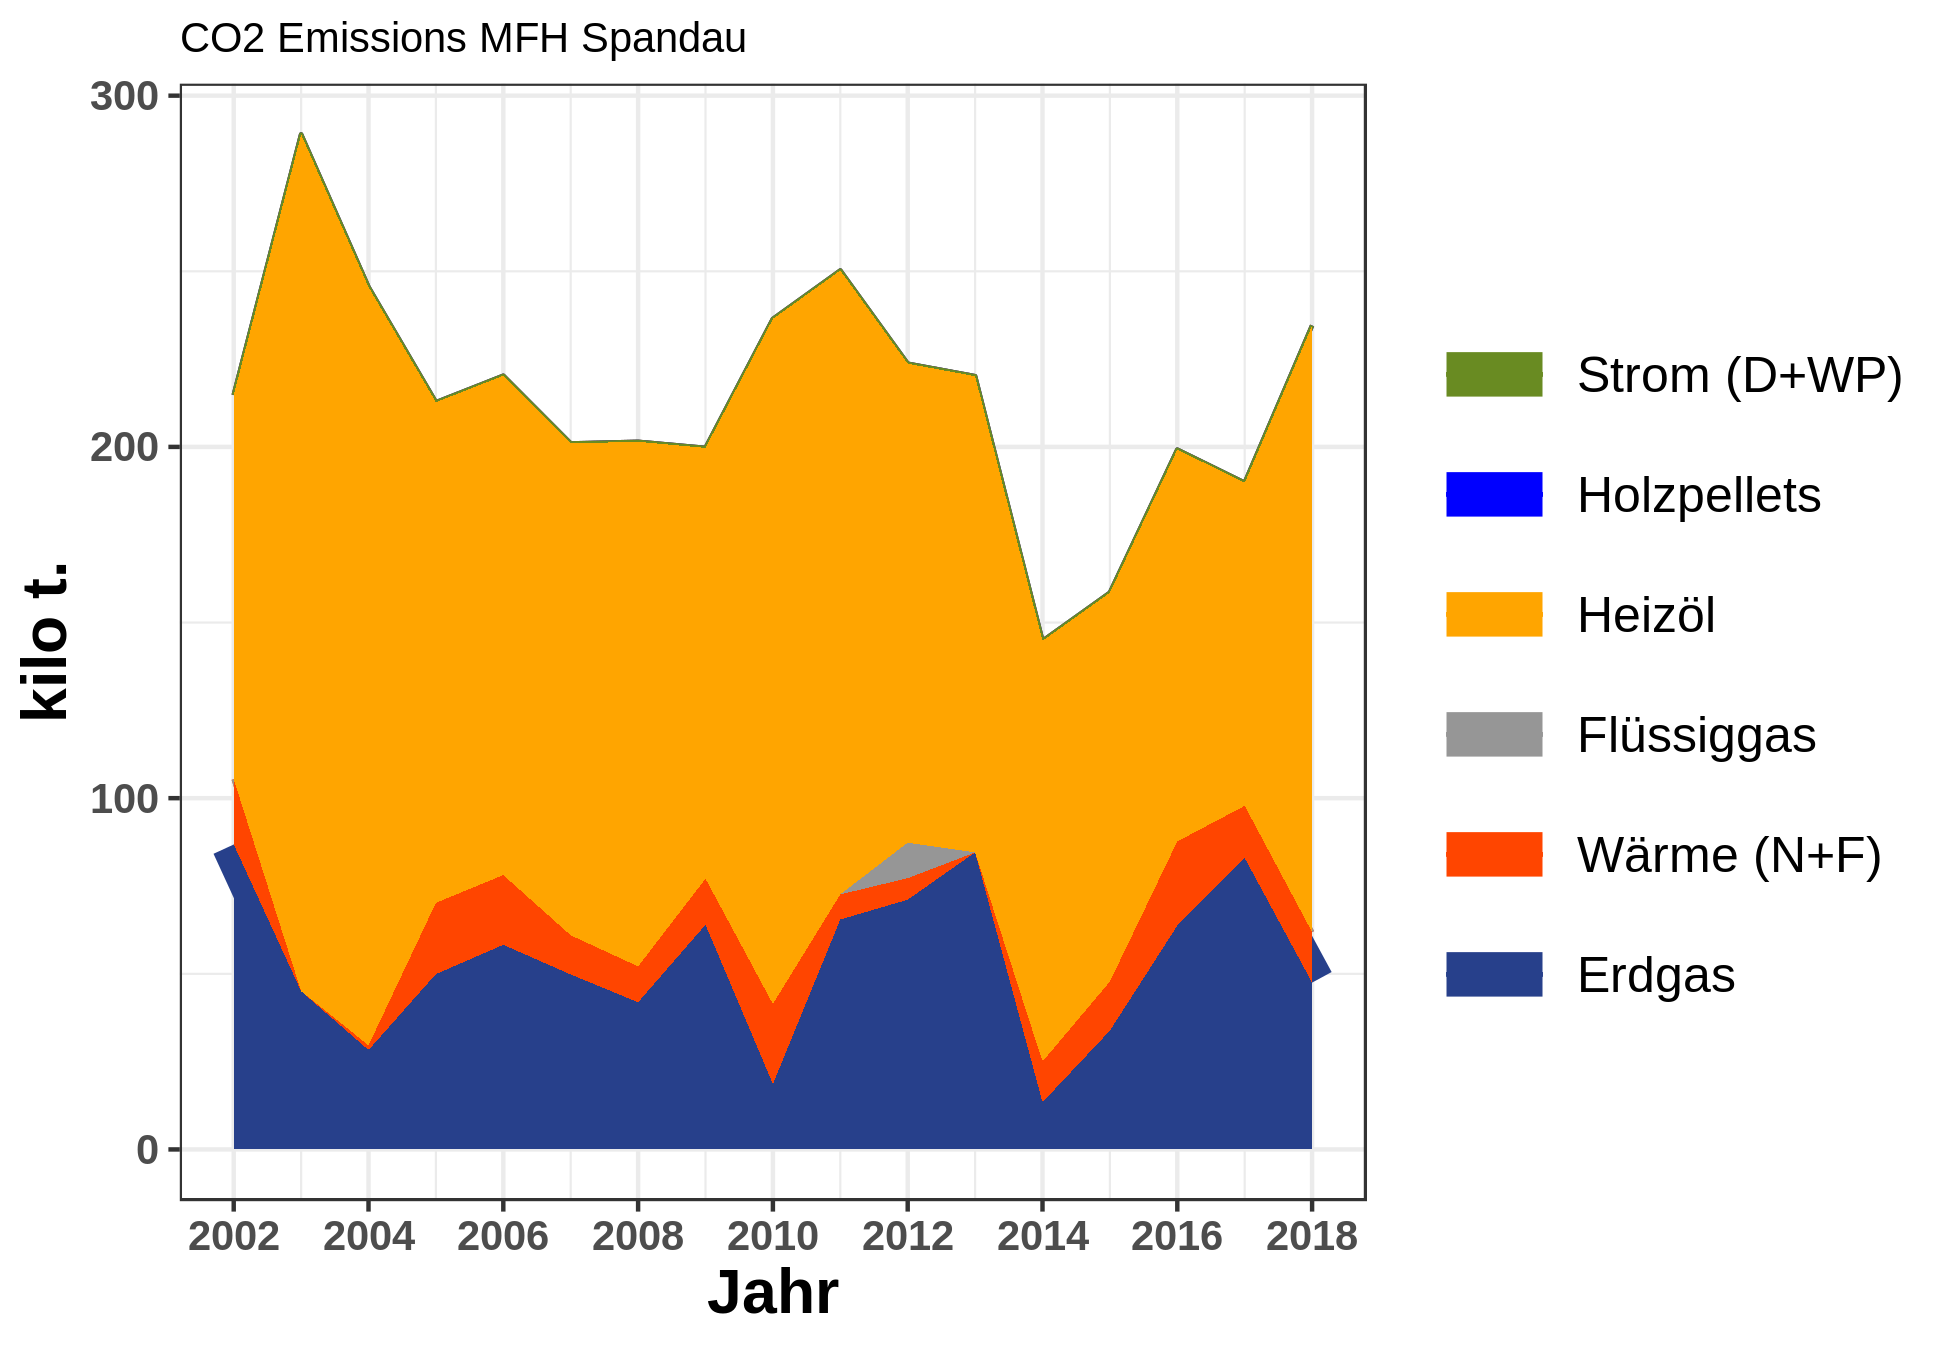 CO2 Emissions MFH Spandau
300
200
100
0
kilo t.
2002 2004 2006 2008 2010 2012 2014 2016 2018
Jahr
Strom (D+WP)
Holzpellets
Heizöl
Flüssiggas
Wärme (N+F)
Erdgas